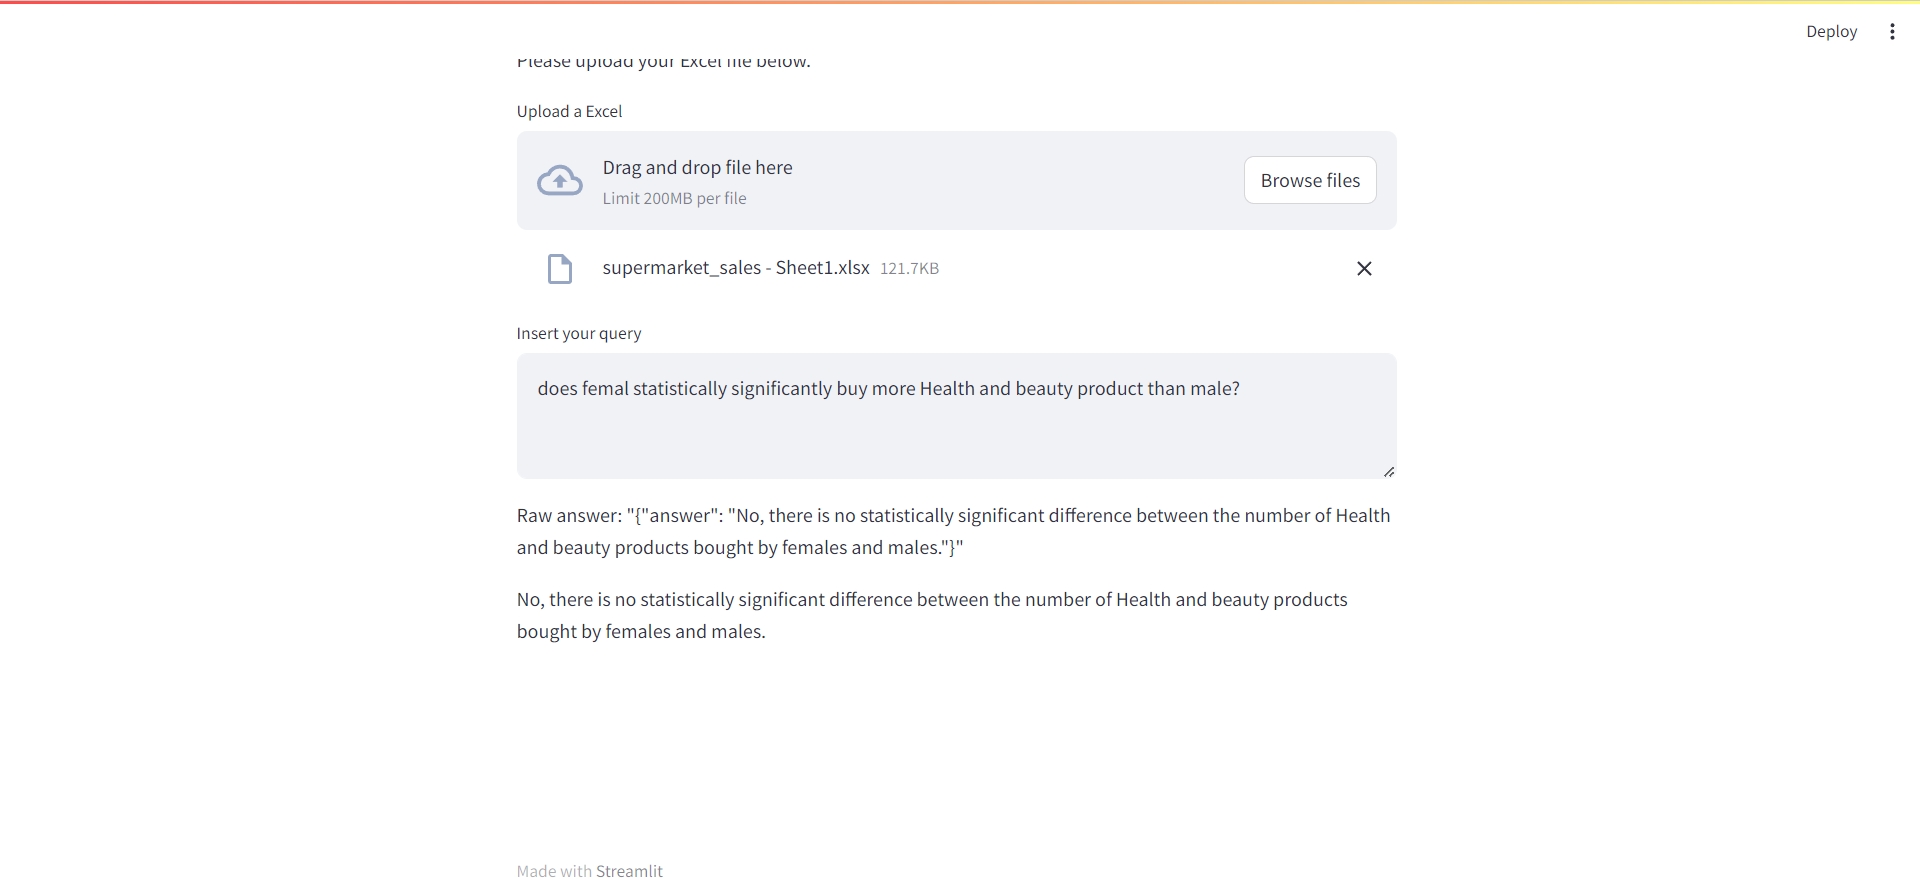 Deploy
Please upload your Excel file below.
Upload a Excel
Drag and drop file here
Limit 200MB per file
Browse files
supermarket_sales - Sheet1.xlsx 121.7KB
Insert your query
does femal statistically significantly buy more Health and beauty product than male?
Raw answer: "{"answer": "No, there is no statistically significant difference between the number of Health
and beauty products bought by females and males."}"
No, there is no statistically significant difference between the number of Health and beauty products
bought by females and males.
Made with Streamlit